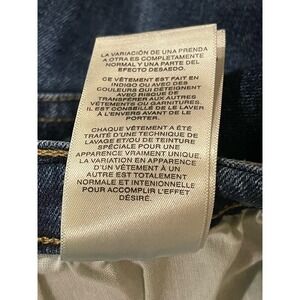 LA VARIACIÓN DE UNA PRENDA
A OTRA ES COMPLETAMENTE
NORMAL Y UNA PARTE DEL
EFECTO DESAEDO.
CE VÊTEMENT EST FAIT EN
INDIGO OU AVEC DES
COULEURS QUI DÉTEIGNENT
AVEC RISQUE DE
TRANSFÉRER AUX AUTRES
VÊTEMENTS OU GARNITURES.
IL EST CONSEILLÉ DE LE LAVER
À L'ENVERS AVANT DE LE
PORTER.
CHAQUE VÊTEMENT A ÉTÉ
TRAITÉ D'UNE TECHNIQUE DE
LAVAGE ET/OU DE TEINTURE
SPÉCIALE POUR UNE
APPARENCE VRAIMENT UNIQUE.
LA VARIATION EN APPARENCE
D'UN VÊTEMENT À UN
AUTRE EST TOTALEMENT
NORMALE ET INTENIONNELLE
POUR ACCOMPLIR L'EFFET
DÉSIRÉ.